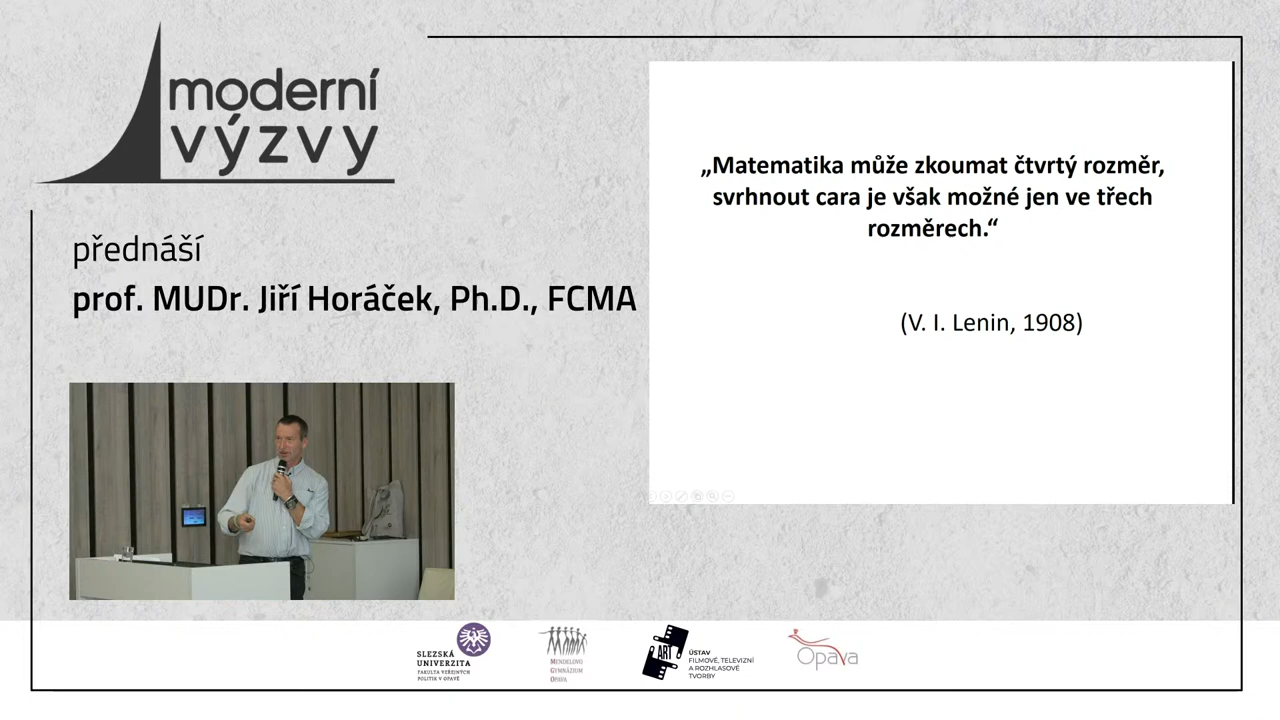 moderní
výzvy
přednáší
prof. MUDr. Jiří Horáček, Ph.D., FCMA
„Matematika může zkoumat čtvrtý rozměr,
svrhnout cara je však možné jen ve třech
rozměrech.“
(V. I. Lenin, 1908)
SLEZSKÁ
UNIVERZITA
FAKULTA VEŘEJNÝCH
POLITIK V OPAVĚ
MENDELOVO
GYMNÁZIUM
OPAVA
ART
ÚSTAV
FILMOVÉ, TELEVIZNÍ
A ROZHLASOVÉ
TVORBY
Opava